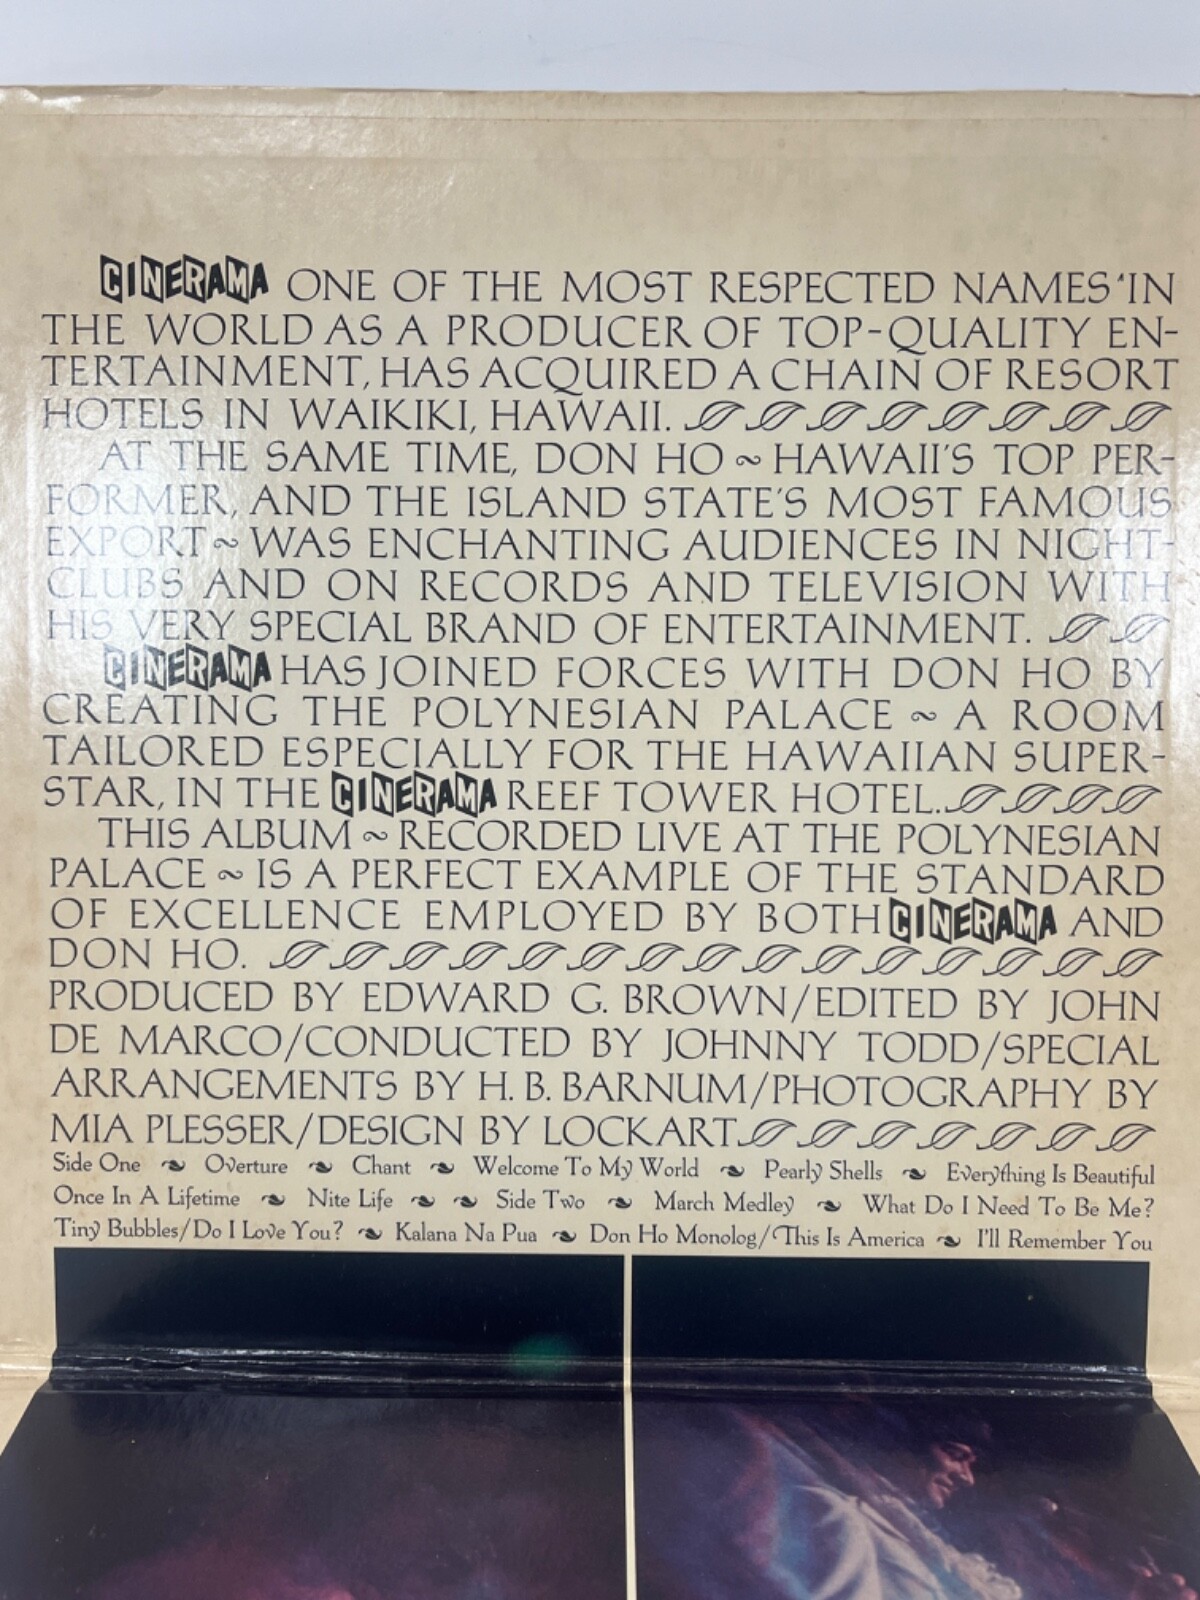 CINERAMA ONE OF THE MOST RESPECTED NAMES IN
THE WORLD AS A PRODUCER OF TOP-QUALITY EN-
TERTAINMENT, HAS ACQUIRED A CHAIN OF RESORT
HOTELS IN WAIKIKI, HAWAII.
AT THE SAME TIME, DON HO ~ HAWAII'S TOP PER-
FORMER, AND THE ISLAND STATE'S MOST FAMOUS
EXPORT ~ WAS ENCHANTING AUDIENCES IN NIGHT-
CLUBS AND ON RECORDS AND TELEVISION WITH
HIS VERY SPECIAL BRAND OF ENTERTAINMENT.
CINERAMA HAS JOINED FORCES WITH DON HO BY
CREATING THE POLYNESIAN PALACE ~ A ROOM
TAILORED ESPECIALLY FOR THE HAWAIIAN SUPER-
STAR, IN THE CINERAMA REEF TOWER HOTEL.
THIS ALBUM ~ RECORDED LIVE AT THE POLYNESIAN
PALACE ~ IS A PERFECT EXAMPLE OF THE STANDARD
OF EXCELLENCE EMPLOYED BY BOTH CINERAMA AND
DON HO.
PRODUCED BY EDWARD G. BROWN/EDITED BY JOHN
DE MARCO/CONDUCTED BY JOHNNY TODD/SPECIAL
ARRANGEMENTS BY H. B. BARNUM/PHOTOGRAPHY BY
MIA PLESSER/DESIGN BY LOCKART
Side One Overture Chant Welcome To My World Pearly Shells Everything Is Beautiful
Once In A Lifetime Nite Life Side Two March Medley What Do I Need To Be Me?
Tiny Bubbles/Do I Love You? Kalana Na Pua Don Ho Monolog/This Is America I'll Remember You